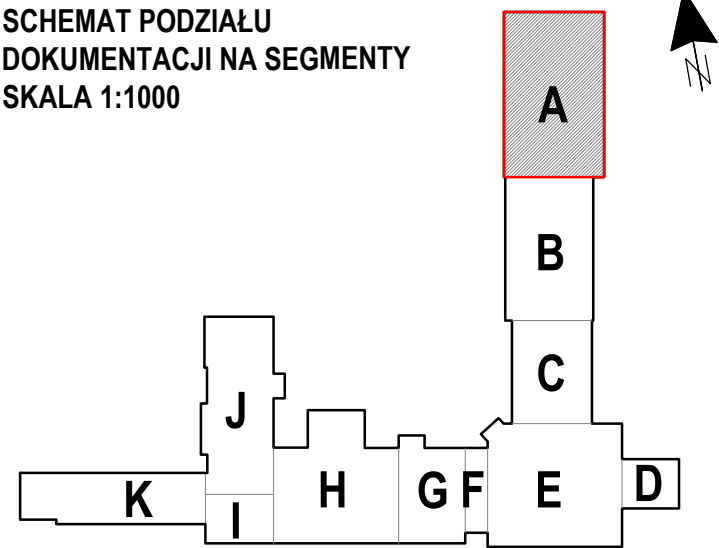 SCHEMAT PODZIAŁU
DOKUMENTACJI NA SEGMENTY
SKALA 1:1000
N
A
B
C
J
K
I
H
G
F
E
D